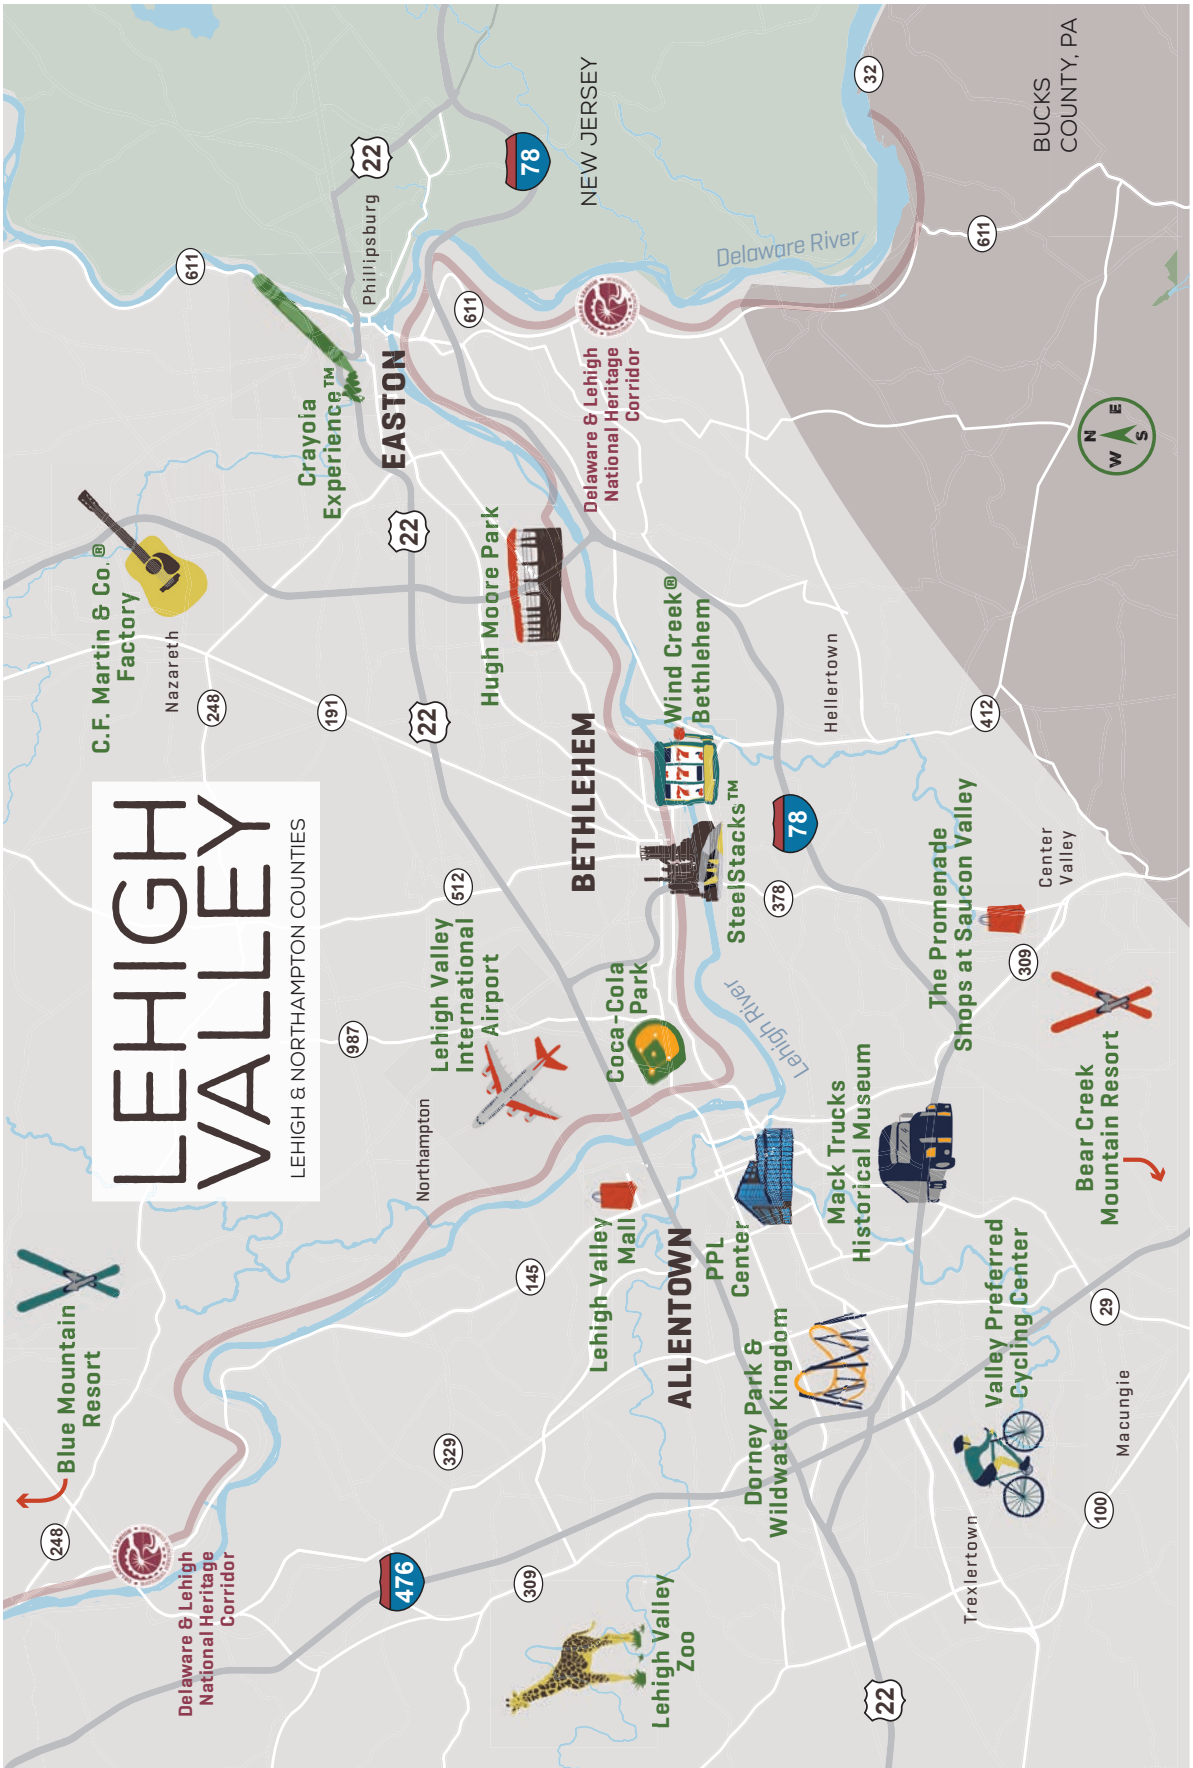 Blue Mountain
Resort
248
Delaware & Lehigh
National Heritage
Corridor
LEHIGH
VALLEY
LEHIGH & NORTHAMPTON COUNTIES
C.F. Martin & Co.®
Factory
Nazareth
248
611
191
987
Crayola
Experience™
EASTON
Phillipsburg
22
22
22
476
329
309
145
Northampton
Lehigh Valley
International
Airport
512
611
Hugh Moore Park
78
NEW JERSEY
Delaware & Lehigh
National Heritage
Corridor
BETHLEHEM
Lehigh Valley
Mall
Coca-Cola
Park
Lehigh Valley
Zoo
ALLENTOWN
PPL
Center
Wind Creek®
Bethlehem
SteelStacks™
Lehigh River
Delaware River
Dorney Park &
Wildwater Kingdom
378
78
Hellertown
Mack Trucks
Historical Museum
32
22
The Promenade
Shops at Saucon Valley
Trexlertown
Valley Preferred
Cycling Center
309
412
611
Center
Valley
BUCKS
COUNTY, PA
Bear Creek
Mountain Resort
N
W
E
S
100
29
Macungie